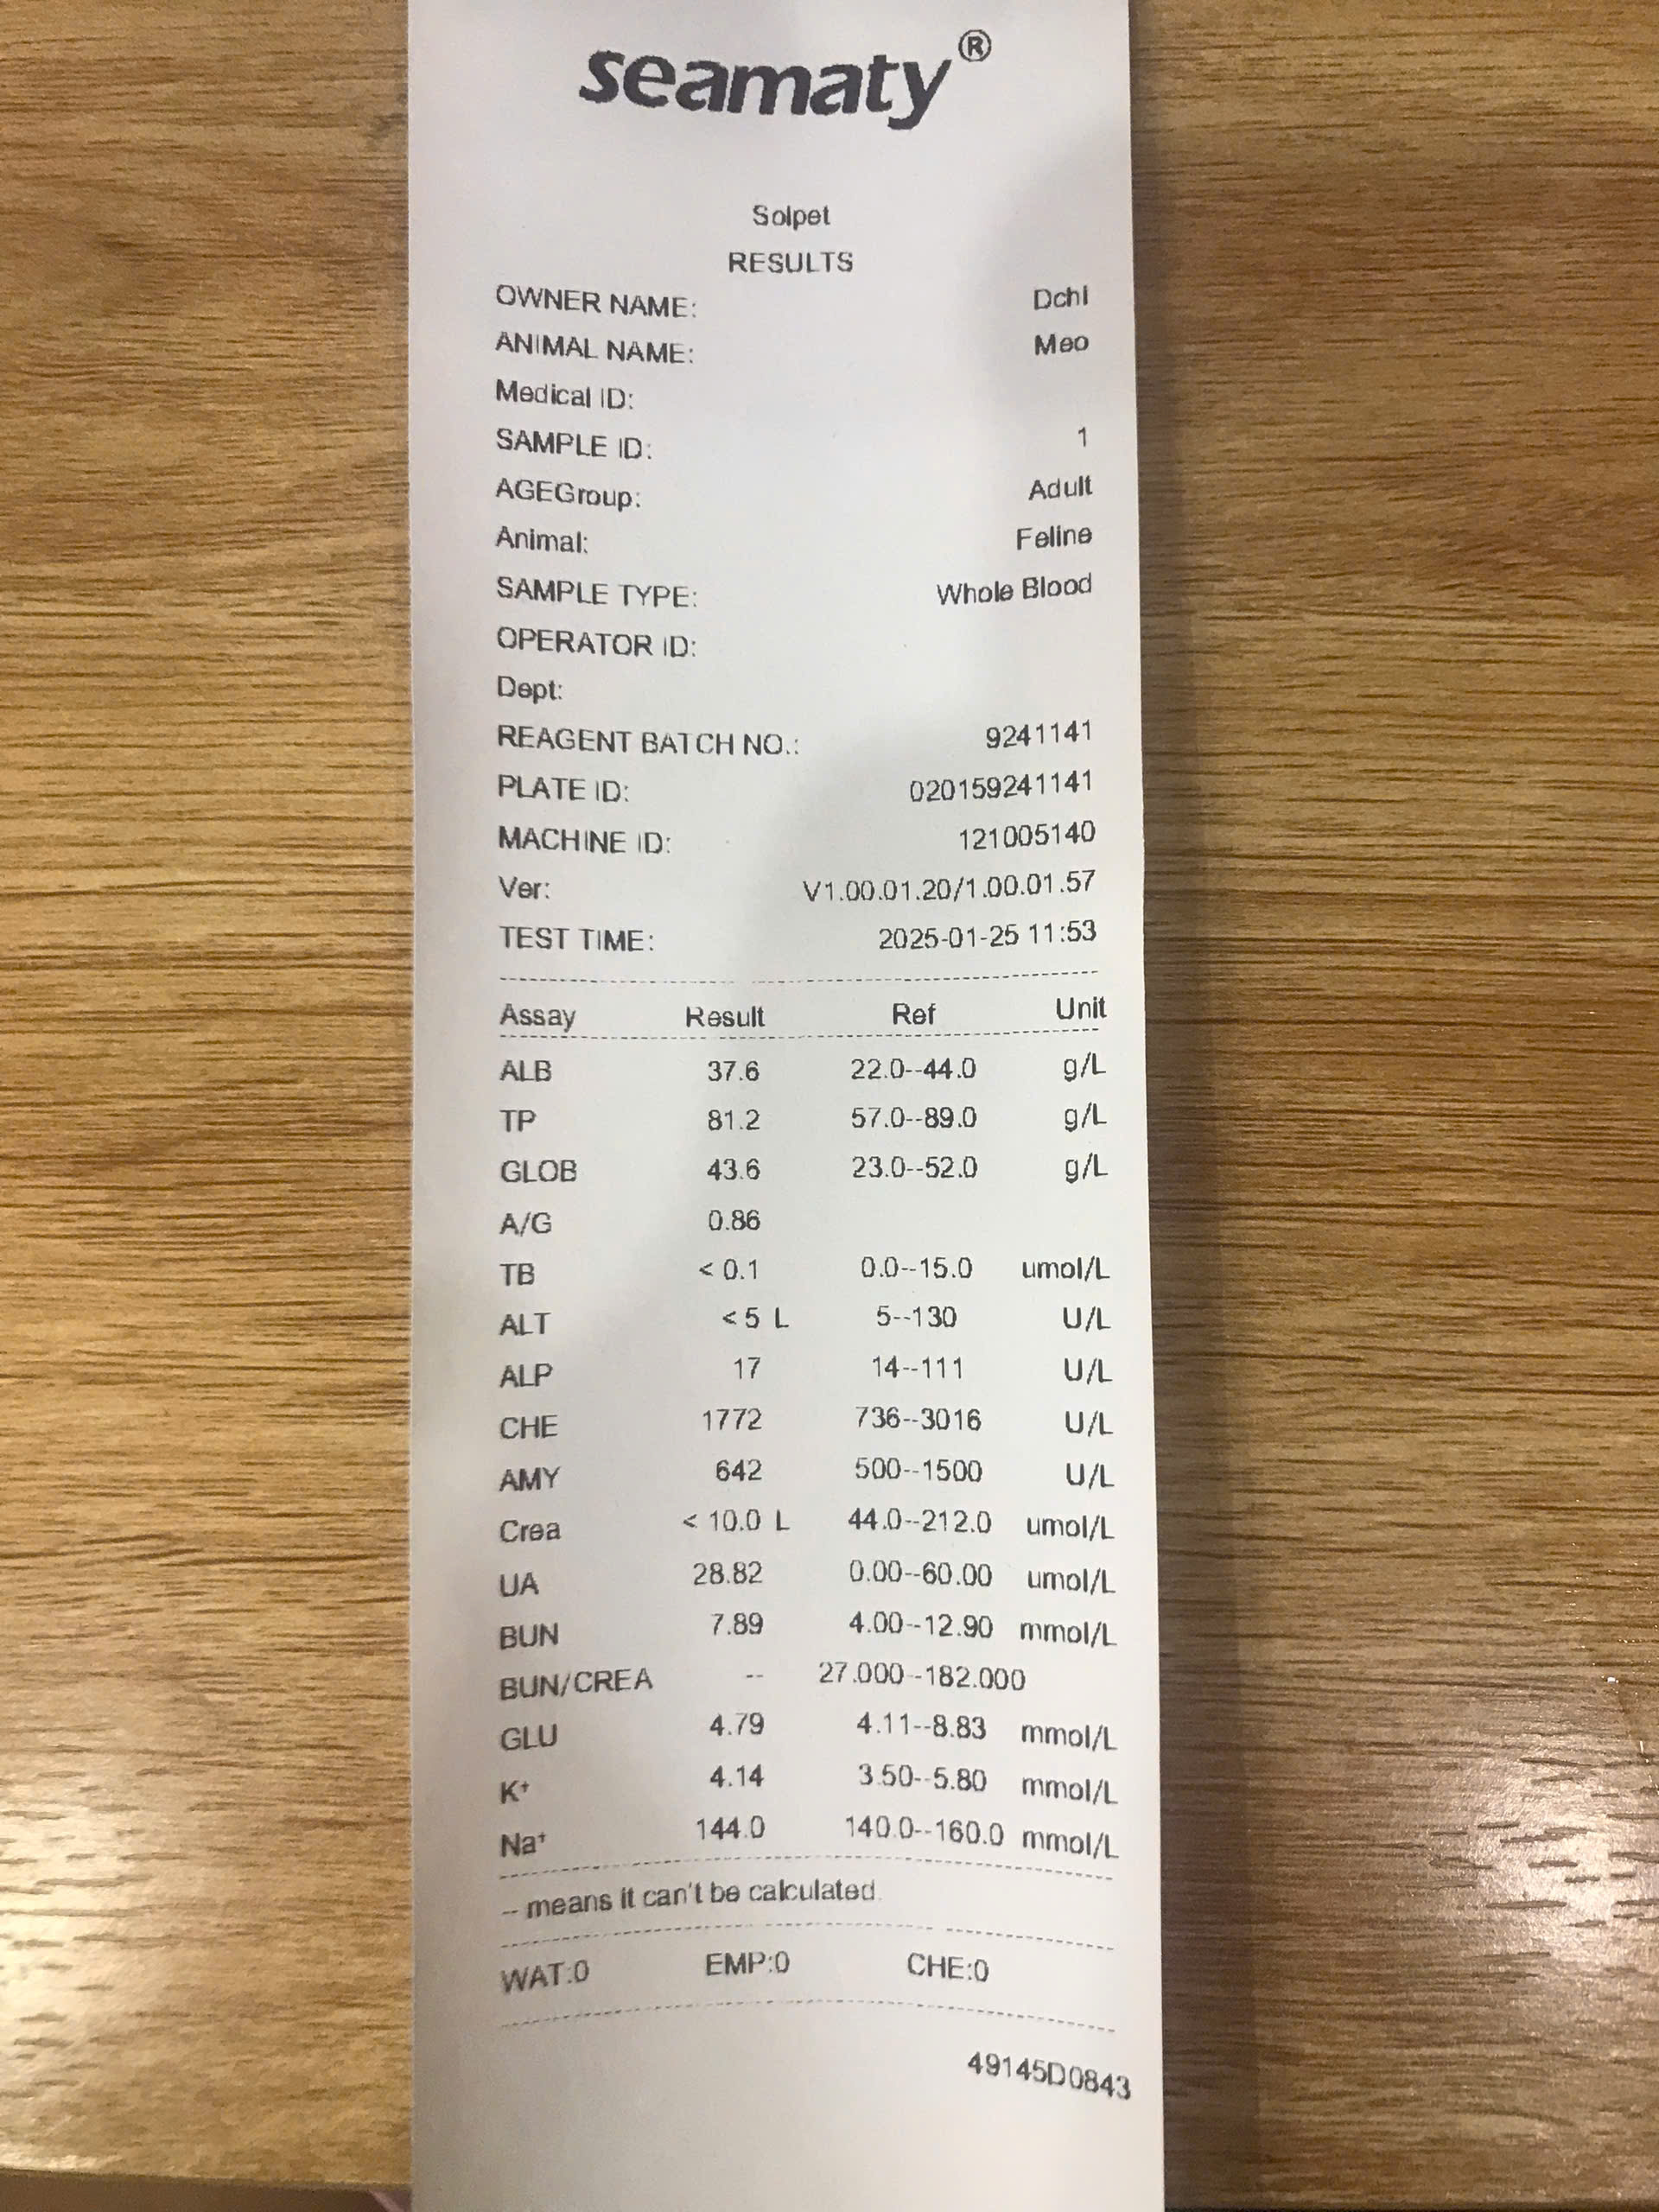 seamaty®
Solpet
RESULTS
OWNER NAME: Dchl
ANIMAL NAME: Meo
Medical ID:
SAMPLE ID: 1
AGEGroup: Adult
Animal: Feline
SAMPLE TYPE: Whole Blood
OPERATOR ID:
Dept:
REAGENT BATCH NO.: 9241141
PLATE ID: 020159241141
MACHINE ID: 121005140
Ver: V1.00.01.20/1.00.01.57
TEST TIME: 2025-01-25 11:53
Assay Result Ref Unit
ALB 37.6 22.0--44.0 g/L
TP 81.2 57.0--89.0 g/L
GLOB 43.6 23.0--52.0 g/L
A/G 0.86
TB < 0.1 0.0--15.0 umol/L
ALT < 5 L 5--130 U/L
ALP 17 14--111 U/L
CHE 1772 736--3016 U/L
AMY 642 500--1500 U/L
Crea < 10.0 L 44.0--212.0 umol/L
UA 28.82 0.00--60.00 umol/L
BUN 7.89 4.00--12.90 mmol/L
BUN/CREA -- 27.000--182.000
GLU 4.79 4.11--8.83 mmol/L
K+ 4.14 3.50--5.80 mmol/L
Na+ 144.0 140.0--160.0 mmol/L
-- means it can't be calculated.
WAT:0 EMP:0 CHE:0
49145D0843